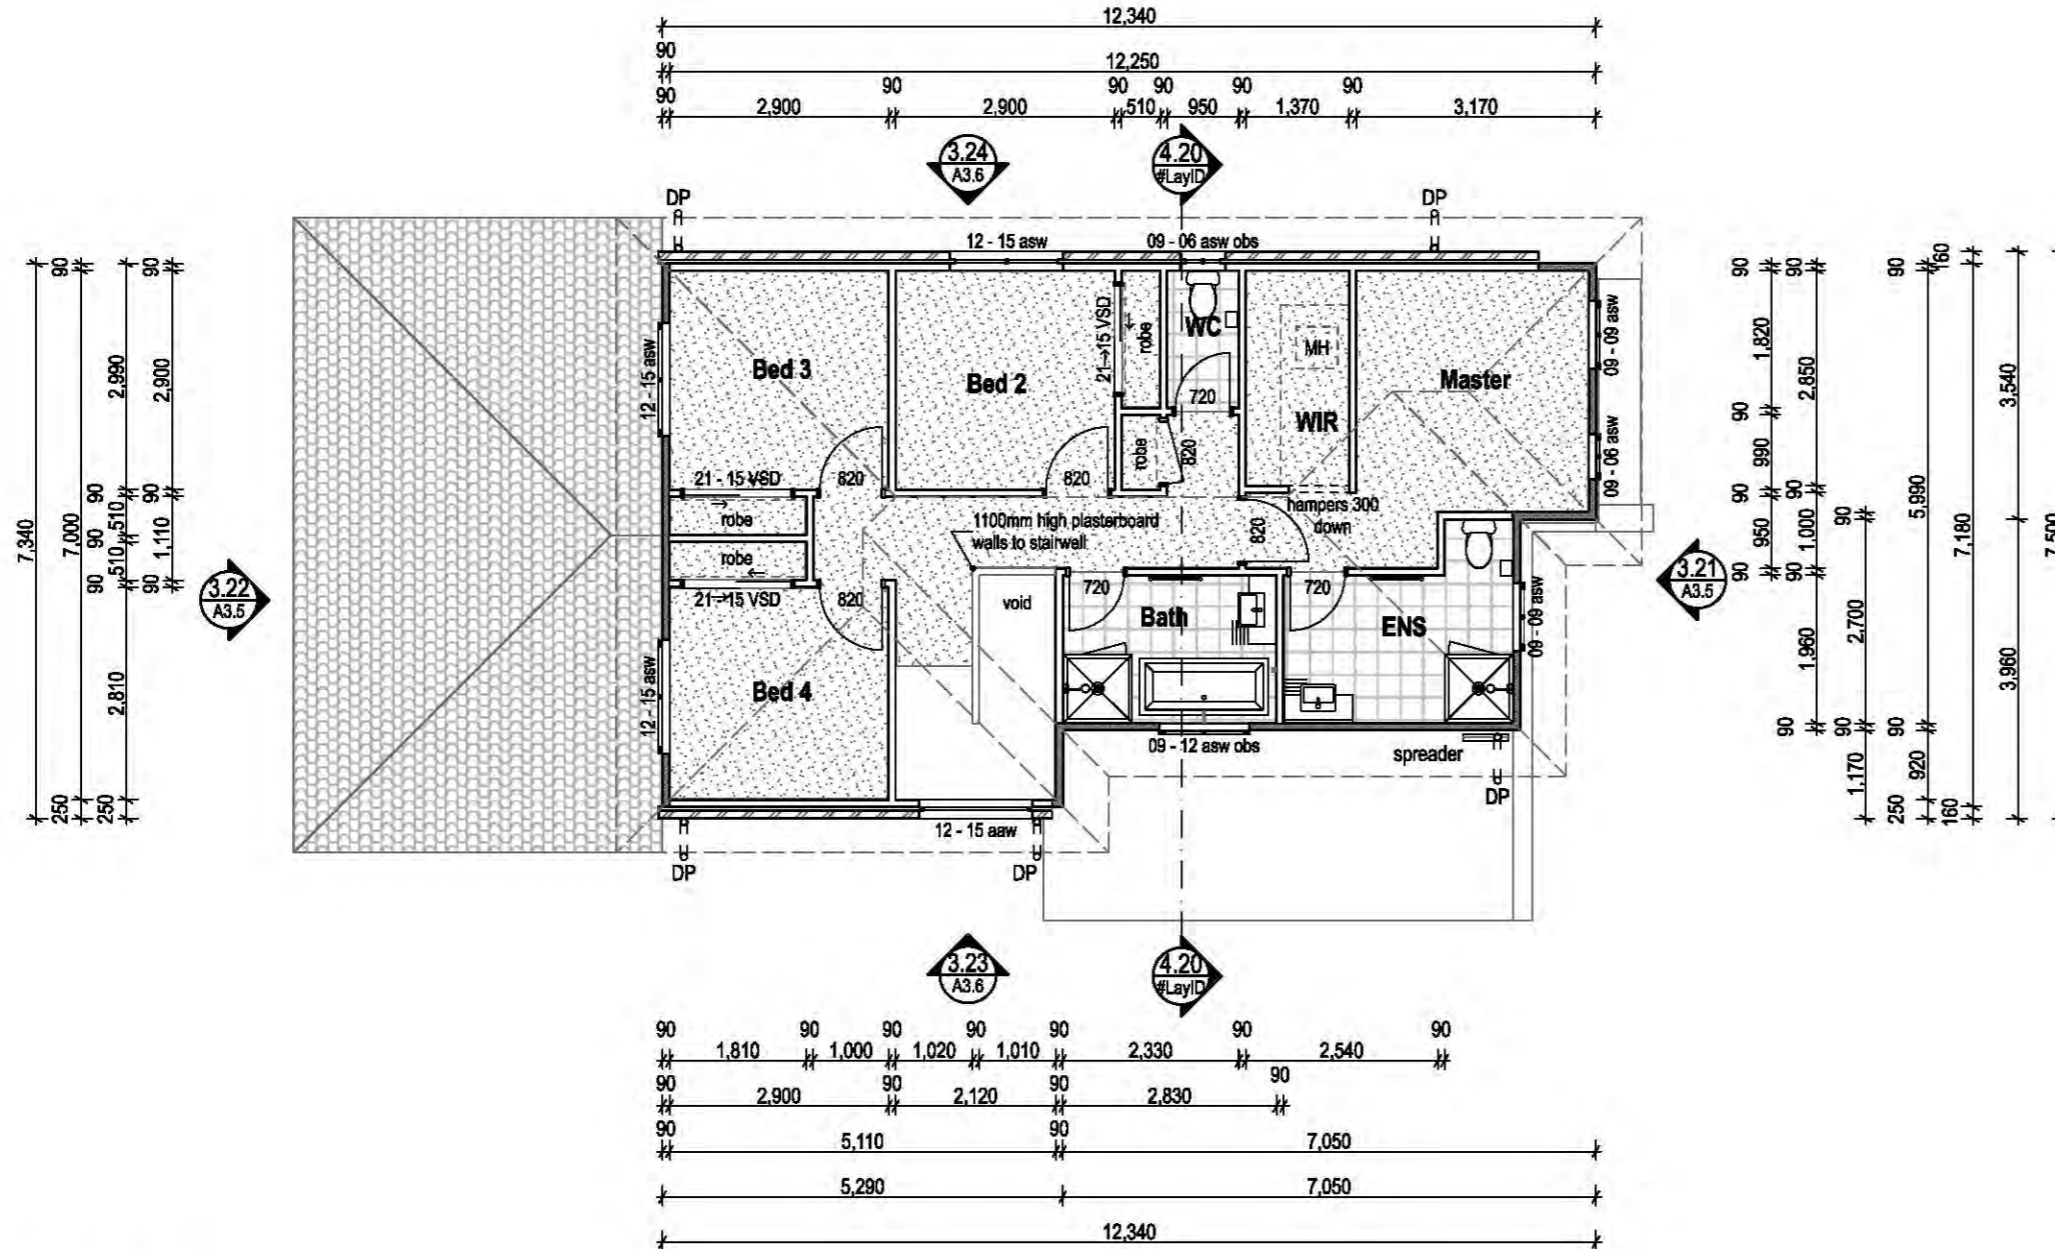 12,340
90
12,250
90 90 90 90 90 90
2,900 2,900 510 950 1,370 3,170
3.24
A3.6
4.20
#LayID
DP
DP
12 - 15 asw
09 - 06 asw obs
7,340
90 7,000 250
2,990 90 510 90 510 90 2,810 250
90 2,900 90 1,110 90
12 - 15 asw
Bed 3
Bed 2
21 - 15 VSD
robe
WC
720
MH
WIR
Master
09 - 09 asw
09 - 06 asw
21 - 15 VSD
820
820
robe
820
robe
1100mm high plasterboard
walls to stairwell
hampers 300
down
820
robe
21 - 15 VSD
820
void
720
Bath
720
ENS
09 - 09 asw
12 - 15 asw
Bed 4
09 - 12 asw obs
spreader
DP
12 - 15 aaw
DP
DP
3.22
A3.5
3.21
A3.5
90 1,820 90 990 90 950 90
90 2,850 90 1,000 90 1,960 90
90 2,700 90 1,170
90 5,990 90 920 250
160 7,180 160
3,540 3,960
7,500
3.23
A3.6
4.20
#LayID
90 90 90 90 90 90 90
1,810 1,000 1,020 1,010 2,330 2,540
90 90 90 90
2,900 2,120 2,830
90 90
5,110 7,050
5,290 7,050
12,340